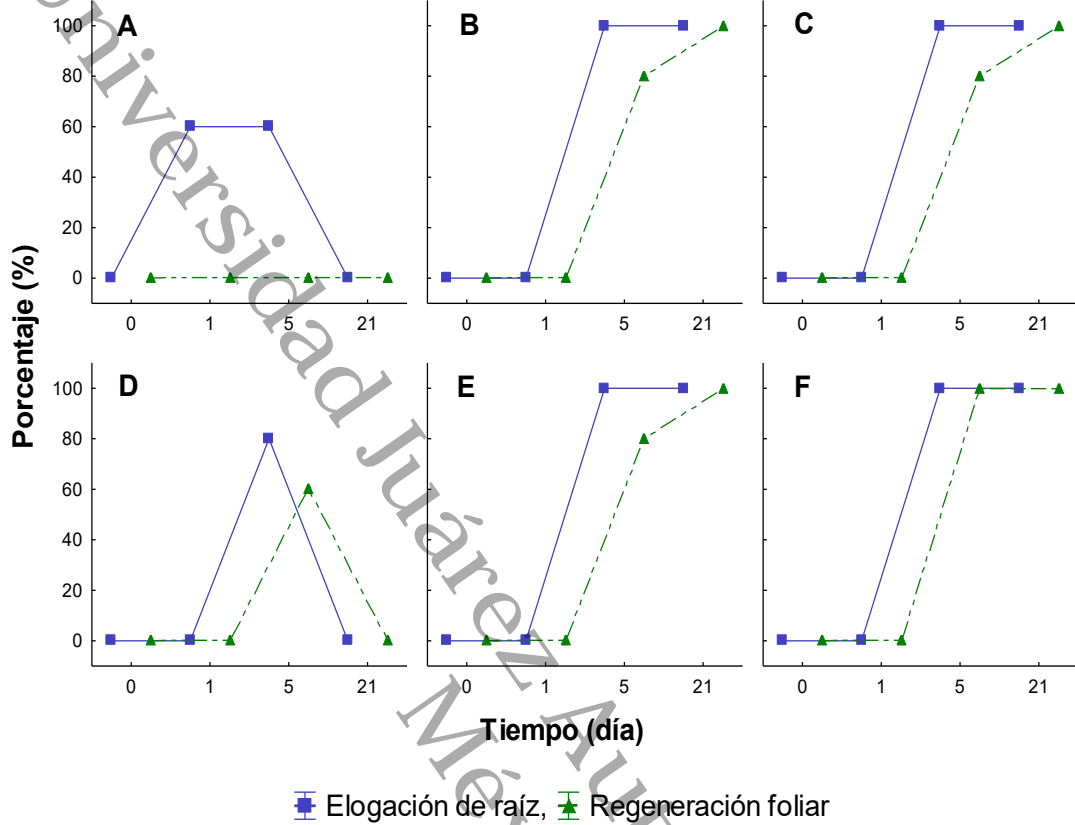 A B C
100
80
60
40
20
0
0 1 5 21 0 1 5 21 0 1 5 21
Porcentaje (%)
D E F
100
80
60
40
20
0
0 1 5 21 0 1 5 21 0 1 5 21
Tiempo (día)
Elogación de raíz, Regeneración foliar
Universidad Juárez Au
Mé